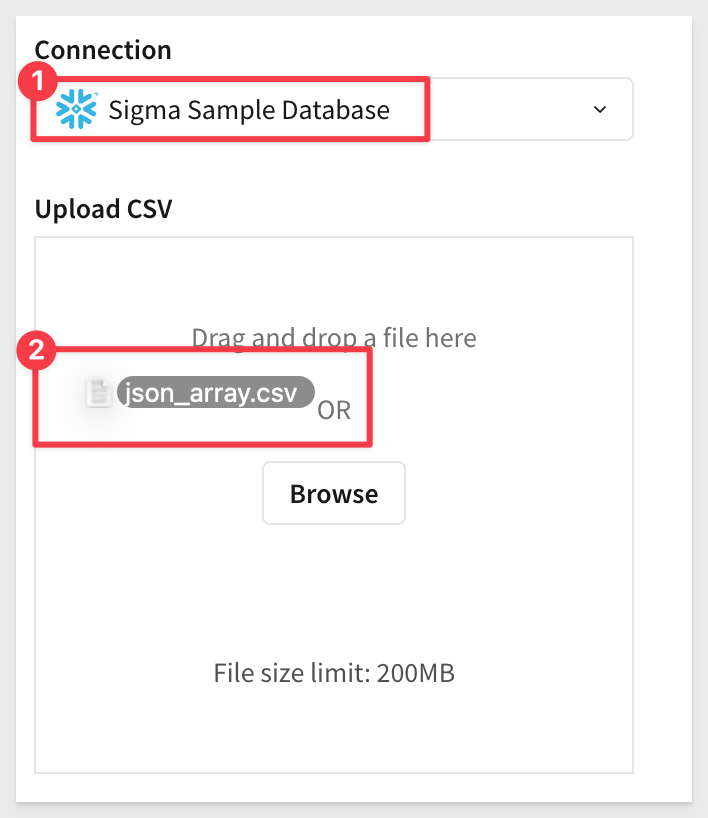 Connection
1
Sigma Sample Database
Upload CSV
Drag and drop a file here
2
json_array.csv
OR
Browse
File size limit: 200MB